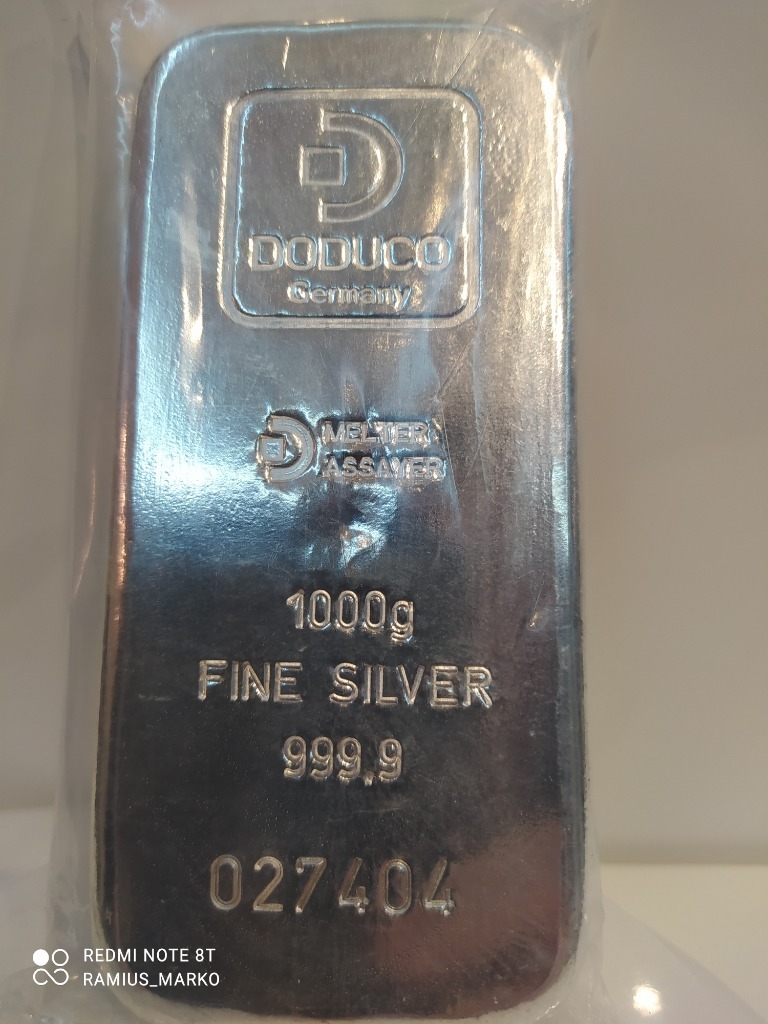 DODUCO
Germany
MELTER
ASSAYER
1000g
FINE SILVER
999,9
027404
REDMI NOTE 8T
RAMIUS_MARKO